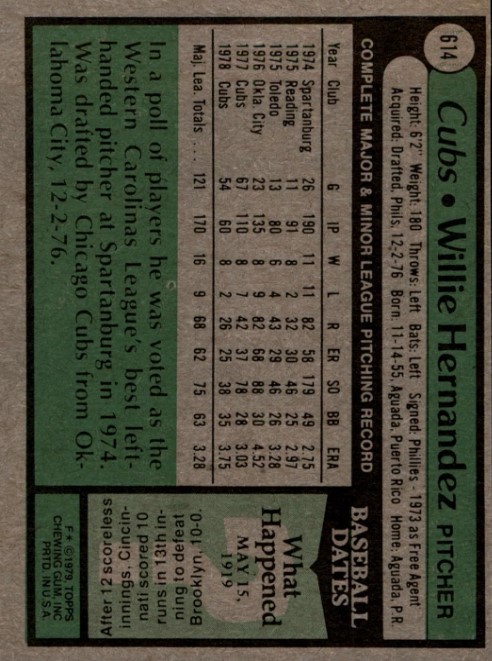 614
Cubs • Willie Hernandez PITCHER
Height: 6'2" Weight: 180 Throws: Left Bats: Left Signed: Phillies - 1973 as Free Agent
Acquired: Drafted, Phils, 12-2-76 Born: 11-14-55, Aguada, Puerto Rico Home: Aguada, P.R.
COMPLETE MAJOR & MINOR LEAGUE PITCHING RECORD
Year Club G IP W L R ER SO BB ERA
1974 Spartanburg 26 190 11 11 82 58 179 49 2.75
1975 Reading 11 91 8 2 32 30 46 25 2.97
1975 Toledo 13 80 6 4 43 29 46 26 3.28
1976 Okla. City 23 135 8 9 82 68 88 30 4.52
1977 Cubs 67 110 8 7 42 37 78 28 3.03
1978 Cubs 54 60 8 2 26 25 38 35 3.75
Maj. Lea. Totals . . . 121 170 16 9 68 62 75 63 3.28
In a poll of players he was voted as the
Western Carolinas League's best left-
handed pitcher at Spartanburg in 1974.
Was drafted by Chicago Cubs from Ok-
lahoma City, 12-2-76.
BASEBALL
DATES
What
Happened
MAY 15,
1919
After 12 scoreless
innings, Cincin-
nati scored 10
runs in 13th in-
ning to defeat
Brooklyn, 10-0.
F✶ © 1979, TOPPS
CHEWING GUM, INC.
PRTD. IN U.S.A.